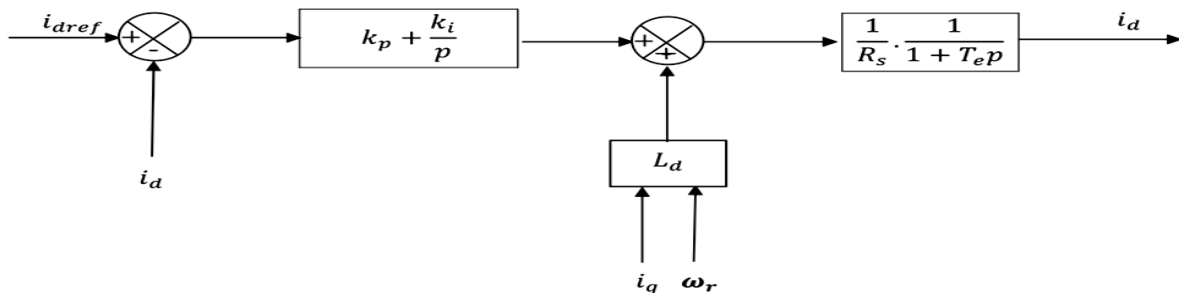 i_dref
+
-
i_d
k_p + k_i/p
+
+
L_d
i_q
ω_r
1/R_s . 1/(1 + T_e p)
i_d